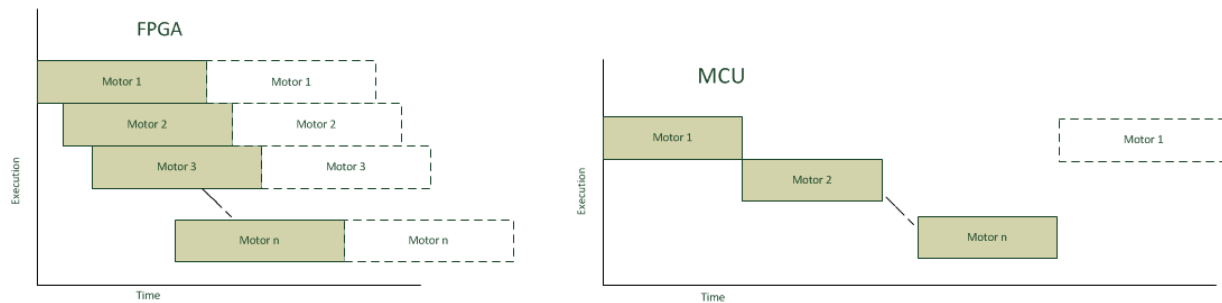 FPGA
Motor 1
Motor 1
Motor 2
Motor 2
Motor 3
Motor 3
Motor n
Motor n
Execution
Time
MCU
Motor 1
Motor 1
Motor 2
Motor n
Execution
Time